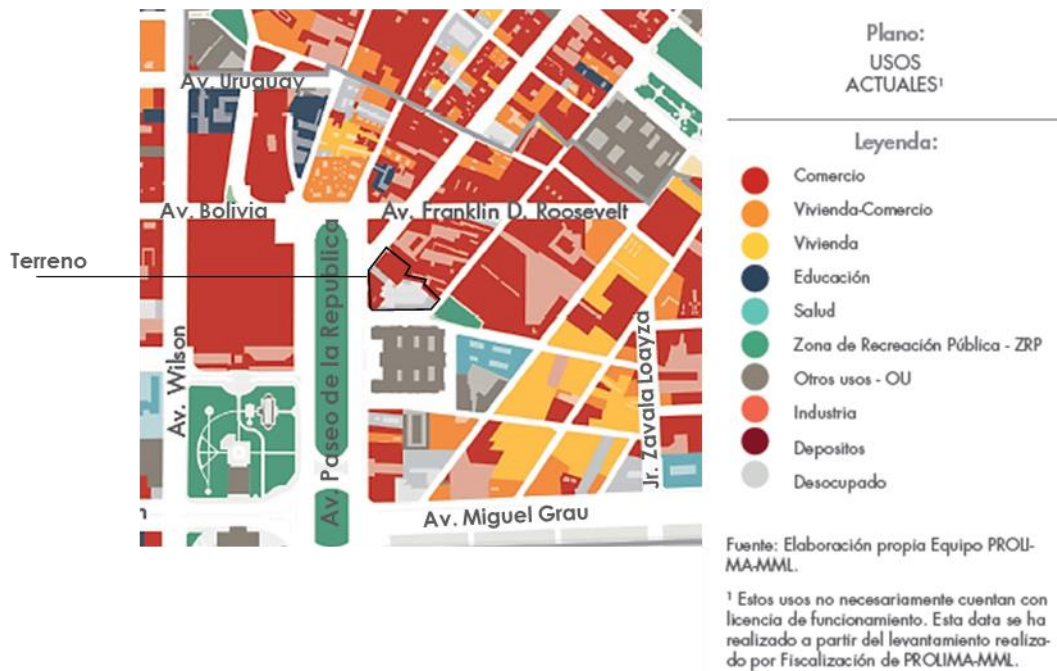 Av. Uruguay
Av. Bolivia
Av. Franklin D. Roosevelt
Terreno
Av. Paseo de la Republica
Av. Wilson
Jr. Zavala Loayza
Av. Miguel Grau
n
Plano:
USOS
ACTUALES¹
Leyenda:
Comercio
Vivienda-Comercio
Vivienda
Educación
Salud
Zona de Recreación Pública - ZRP
Otros usos - OU
Industria
Depositos
Desocupado
Fuente: Elaboración propia Equipo PROLI-
MA-MML.
¹ Estos usos no necesariamente cuentan con
licencia de funcionamiento. Esta data se ha
realizado a partir del levantamiento realiza-
do por Fiscalización de PROLIMA-MML.